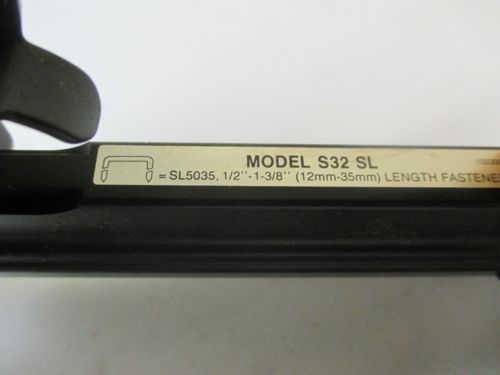 MODEL S32 SL
= SL5035, 1/2''-1-3/8'' (12mm-35mm) LENGTH FASTENE